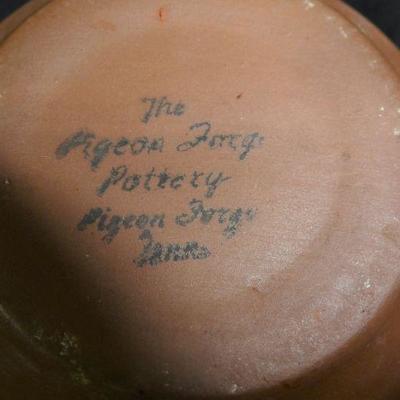 The
Pigeon Forge
Pottery
Pigeon Forge
Tenn.